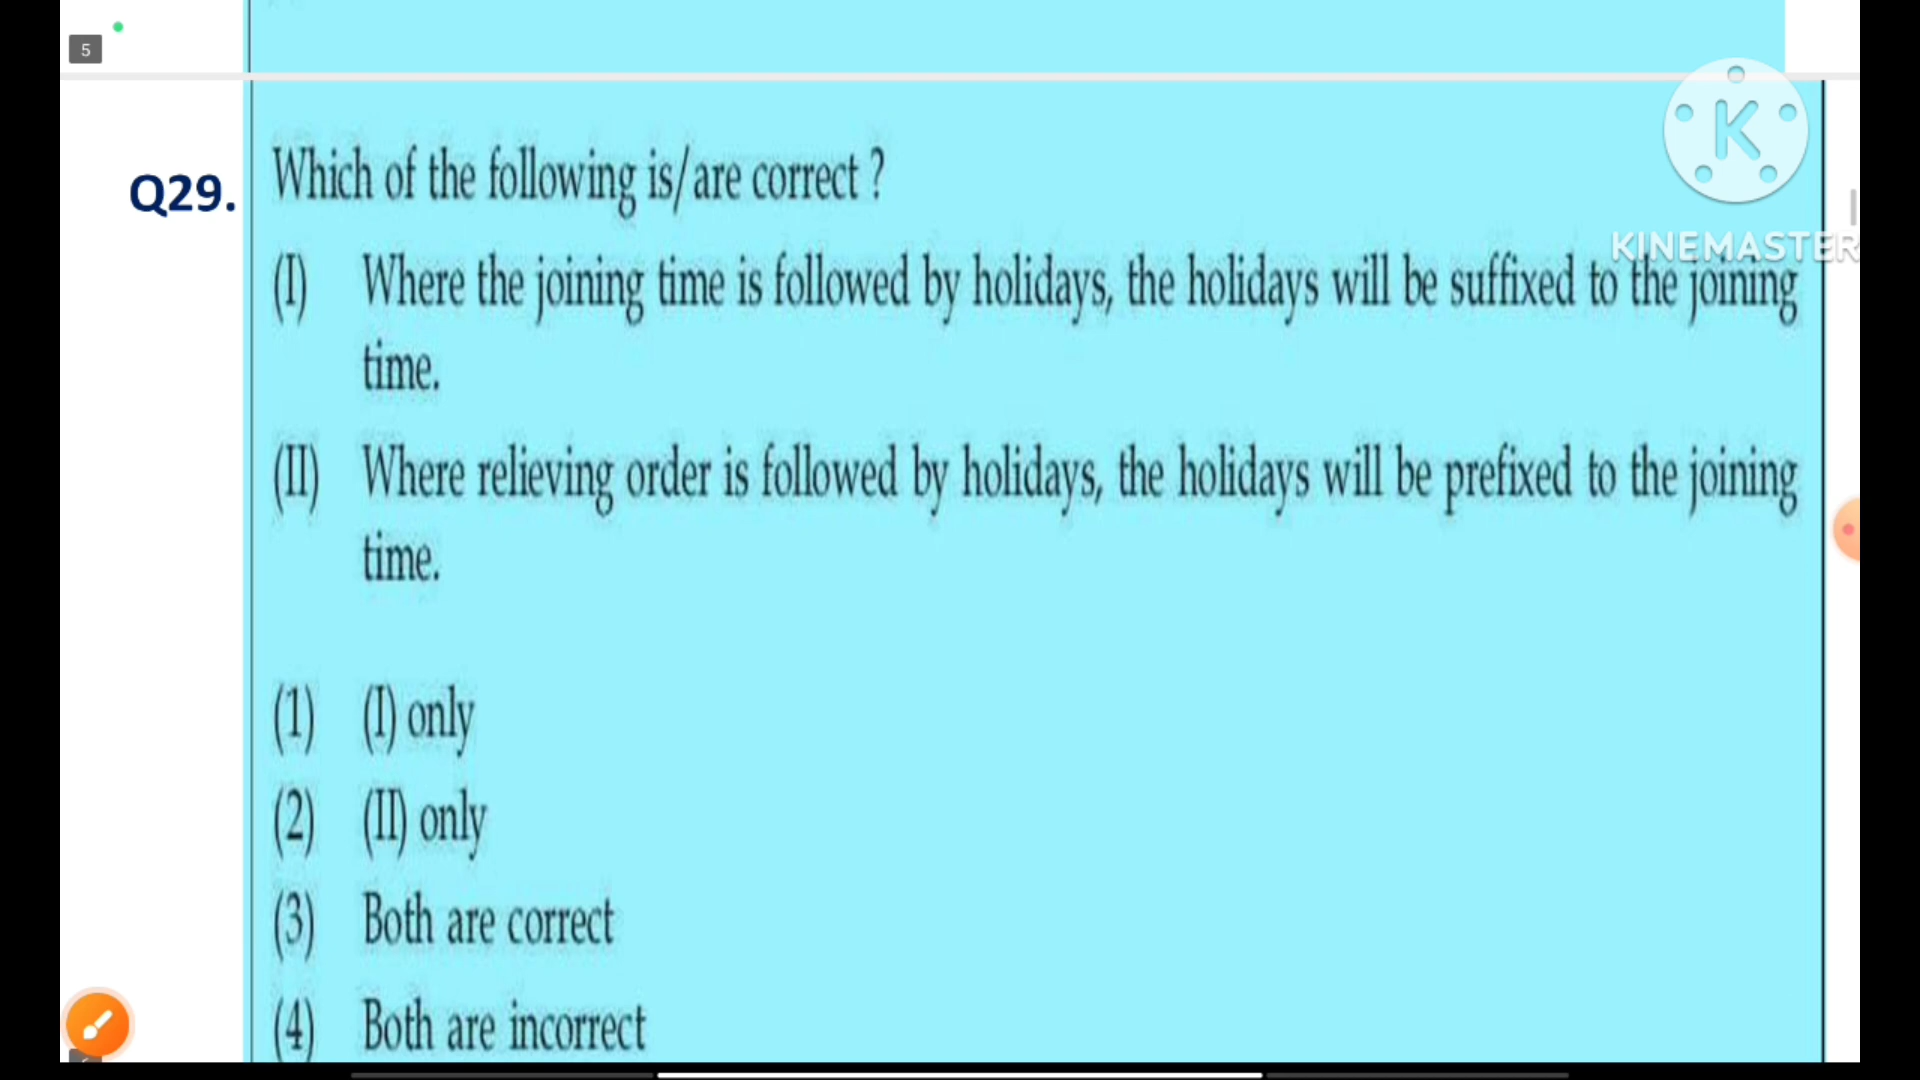 5
K
KINEMASTER
Q29. Which of the following is/are correct ?
(I) Where the joining time is followed by holidays, the holidays will be suffixed to the joining
time.
(II) Where relieving order is followed by holidays, the holidays will be prefixed to the joining
time.
(1) (I) only
(2) (II) only
(3) Both are correct
(4) Both are incorrect